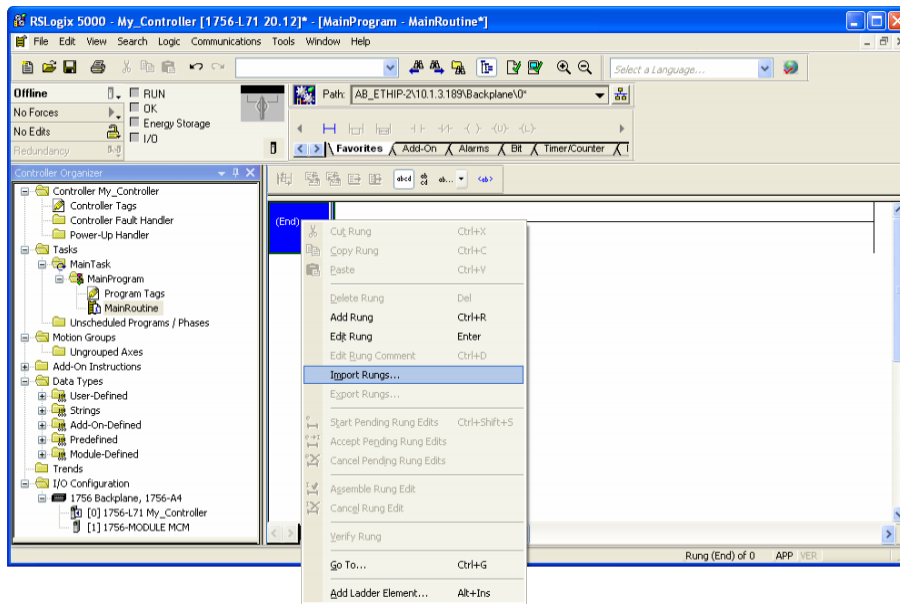 RSLogix 5000 - My_Controller [1756-L71 20.12]* - [MainProgram - MainRoutine*]
File Edit View Search Logic Communications Tools Window Help
Select a Language...
Offline
RUN
No Forces
OK
No Edits
Energy Storage
Redundancy
I/O
Path: AB_ETHIP-2\10.1.3.189\Backplane\0*
Favorites Add-On Alarms Bit Timer/Counter
Controller Organizer
Controller My_Controller
Controller Tags
Controller Fault Handler
Power-Up Handler
Tasks
MainTask
MainProgram
Program Tags
MainRoutine
Unscheduled Programs / Phases
Motion Groups
Ungrouped Axes
Add-On Instructions
Data Types
User-Defined
Strings
Add-On-Defined
Predefined
Module-Defined
Trends
I/O Configuration
1756 Backplane, 1756-A4
[0] 1756-L71 My_Controller
[1] 1756-MODULE MCM
(End)
Cut Rung Ctrl+X
Copy Rung Ctrl+C
Paste Ctrl+V
Delete Rung Del
Add Rung Ctrl+R
Edit Rung Enter
Edit Rung Comment Ctrl+D
Import Rungs...
Export Rungs...
Start Pending Rung Edits Ctrl+Shift+S
Accept Pending Rung Edits
Cancel Pending Rung Edits
Assemble Rung Edit
Cancel Rung Edit
Verify Rung
Go To... Ctrl+G
Add Ladder Element... Alt+Ins
Rung (End) of 0 APP VER